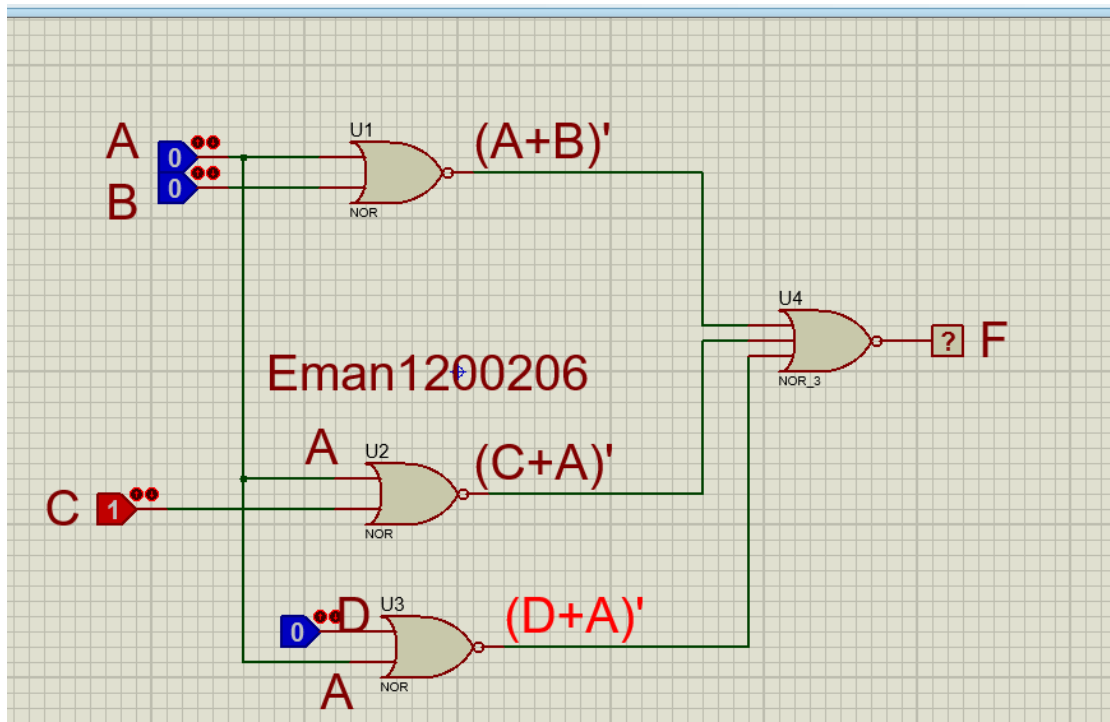 U1
A
(A+B)'
0
0
B
NOR
U4
?
F
NOR_3
Eman1200206
A
U2
(C+A)'
C
1
NOR
D
U3
(D+A)'
0
A
NOR